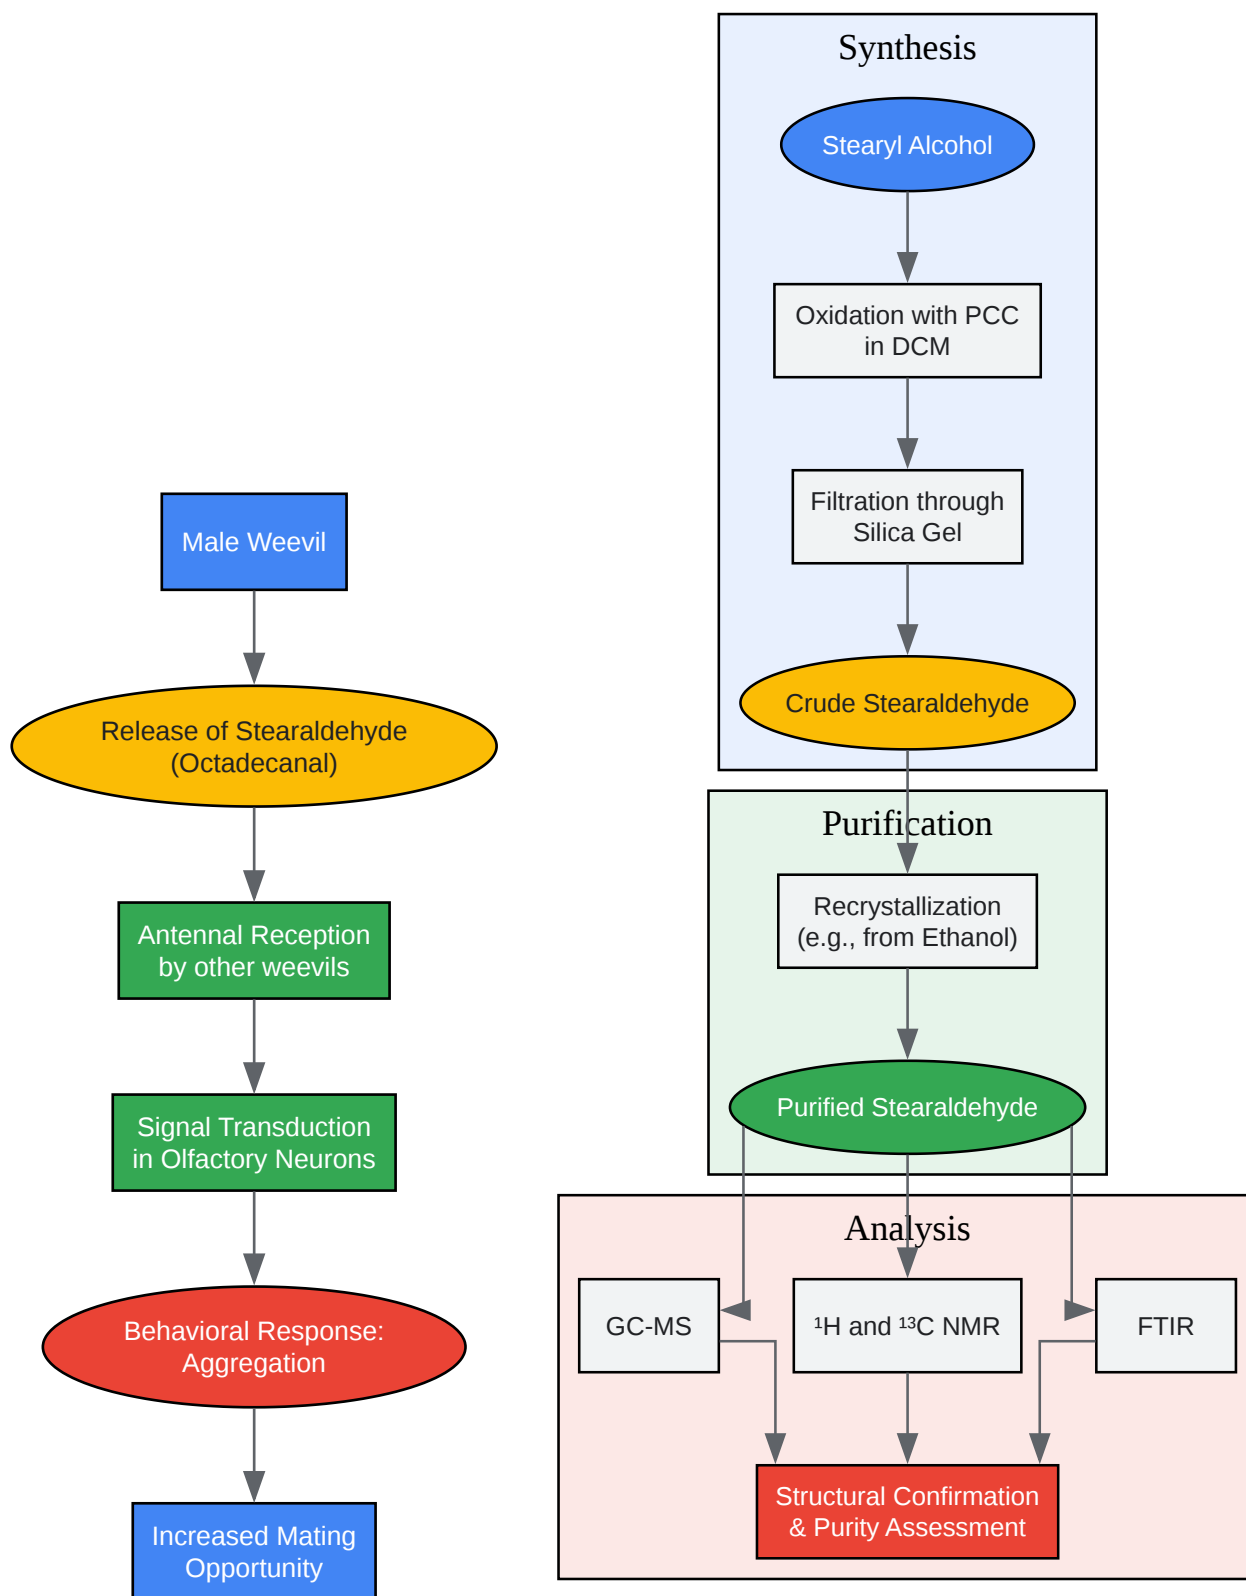 Male Weevil
Release of Stearaldehyde
(Octadecanal)
Antennal Reception
by other weevils
Signal Transduction
in Olfactory Neurons
Behavioral Response:
Aggregation
Increased Mating
Opportunity
Synthesis
Stearyl Alcohol
Oxidation with PCC
in DCM
Filtration through
Silica Gel
Crude Stearaldehyde
Purification
Recrystallization
(e.g., from Ethanol)
Purified Stearaldehyde
Analysis
GC-MS
¹H and ¹³C NMR
FTIR
Structural Confirmation
& Purity Assessment